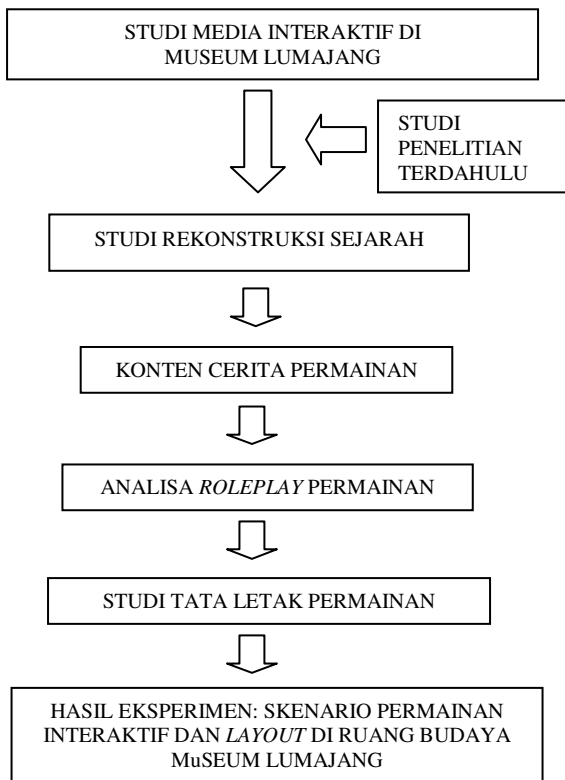 STUDI MEDIA INTERAKTIF DI
MUSEUM LUMAJANG
STUDI
PENELITIAN
TERDAHULU
STUDI REKONSTRUKSI SEJARAH
KONTEN CERITA PERMAINAN
ANALISA ROLEPLAY PERMAINAN
STUDI TATA LETAK PERMAINAN
HASIL EKSPERIMEN: SKENARIO PERMAINAN
INTERAKTIF DAN LAYOUT DI RUANG BUDAYA
MuSEUM LUMAJANG